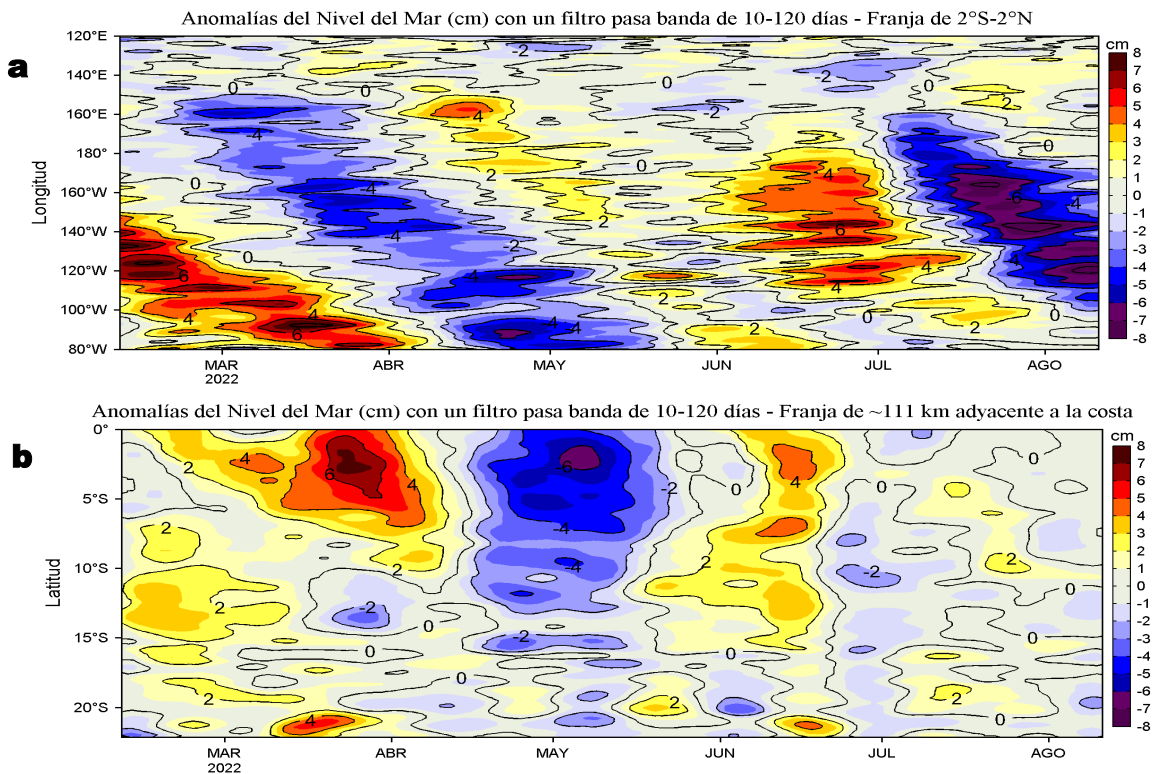 Anomalías del Nivel del Mar (cm) con un filtro pasa banda de 10-120 días - Franja de 2°S-2°N
a
cm
Longitud
120°E
140°E
160°E
180°
160°W
140°W
120°W
100°W
80°W
8
7
6
5
4
3
2
1
0
-1
-2
-3
-4
-5
-6
-7
-8
MAR
2022
ABR
MAY
JUN
JUL
AGO
Anomalías del Nivel del Mar (cm) con un filtro pasa banda de 10-120 días - Franja de ~111 km adyacente a la costa
b
cm
Latitud
0°
5°S
10°S
15°S
20°S
8
7
6
5
4
3
2
1
0
-1
-2
-3
-4
-5
-6
-7
-8
MAR
2022
ABR
MAY
JUN
JUL
AGO